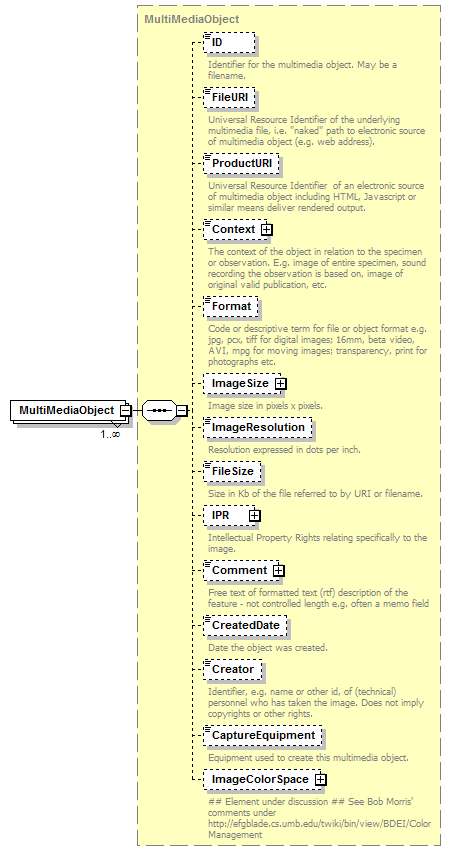 MultiMediaObject
ID
Identifier for the multimedia object. May be a
filename.
FileURI
Universal Resource Identifier of the underlying
multimedia file, i.e. "naked" path to electronic source
of multimedia object (e.g. web address).
ProductURI
Universal Resource Identifier  of an electronic source
of multimedia object including HTML, Javascript or
similar means deliver rendered output.
Context
The context of the object in relation to the specimen
or observation. E.g. image of entire specimen, sound
recording the observation is based on, image of
original valid publication, etc.
Format
Code or descriptive term for file or object format e.g.
jpg, pcx, tiff for digital images; 16mm, beta video,
AVI, mpg for moving images; transparency, print for
photographs etc.
MultiMediaObject
1..∞
ImageSize
Image size in pixels x pixels.
ImageResolution
Resolution expressed in dots per inch.
FileSize
Size in Kb of the file referred to by URI or filename.
IPR
Intellectual Property Rights relating specifically to the
image.
Comment
Free text of formatted text (rtf) description of the
feature - not controlled length e.g. often a memo field
CreatedDate
Date the object was created.
Creator
Identifier, e.g. name or other id, of (technical)
personnel who has taken the image. Does not imply
copyrights or other rights.
CaptureEquipment
Equipment used to create this multimedia object.
ImageColorSpace
## Element under discussion ## See Bob Morris'
comments under
http://efgblade.cs.umb.edu/twiki/bin/view/BDEI/Color
Management